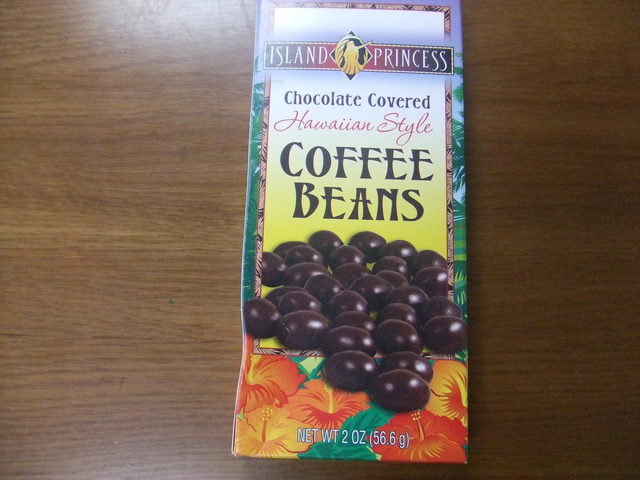 ISLAND PRINCESS
Chocolate Covered
Hawaiian Style
COFFEE
BEANS
NET WT 2 OZ (56.6 g)